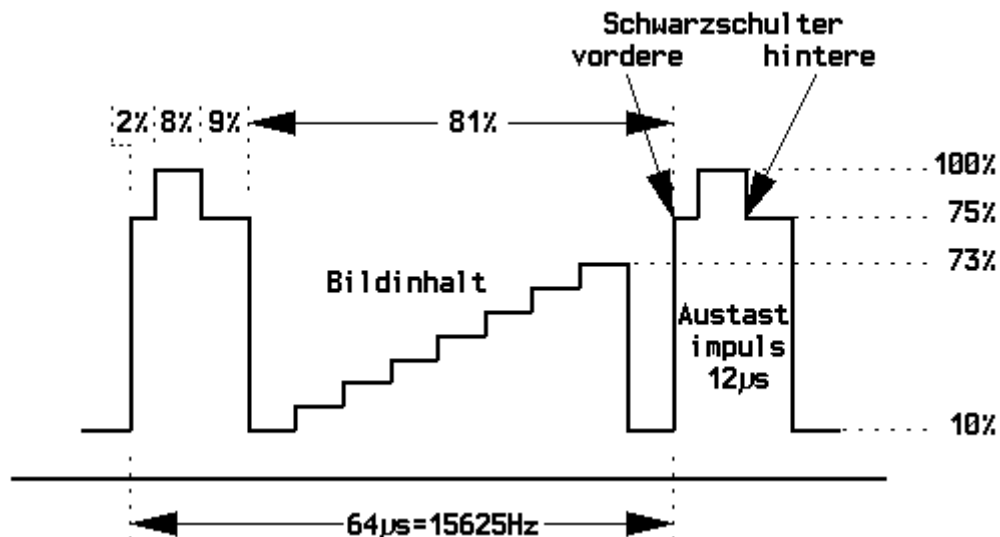 Schwarzschulter
vordere hintere
2% 8% 9% 81%
100%
75%
73%
Bildinhalt
Austast
impuls
12µs
10%
64µs=15625Hz